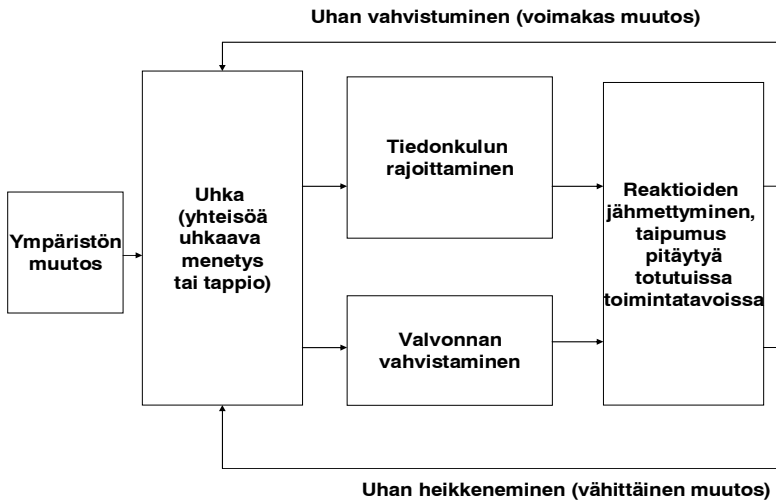 Uhan vahvistuminen (voimakas muutos)
Ympäristön
muutos
Uhka
(yhteisöä
uhkaava
menetys
tai tappio)
Tiedonkulun
rajoittaminen
Valvonnan
vahvistaminen
Reaktioiden
jähmettyminen,
taipumus
pitäytyä
totutuissa
toimintatavoissa
Uhan heikkeneminen (vähittäinen muutos)